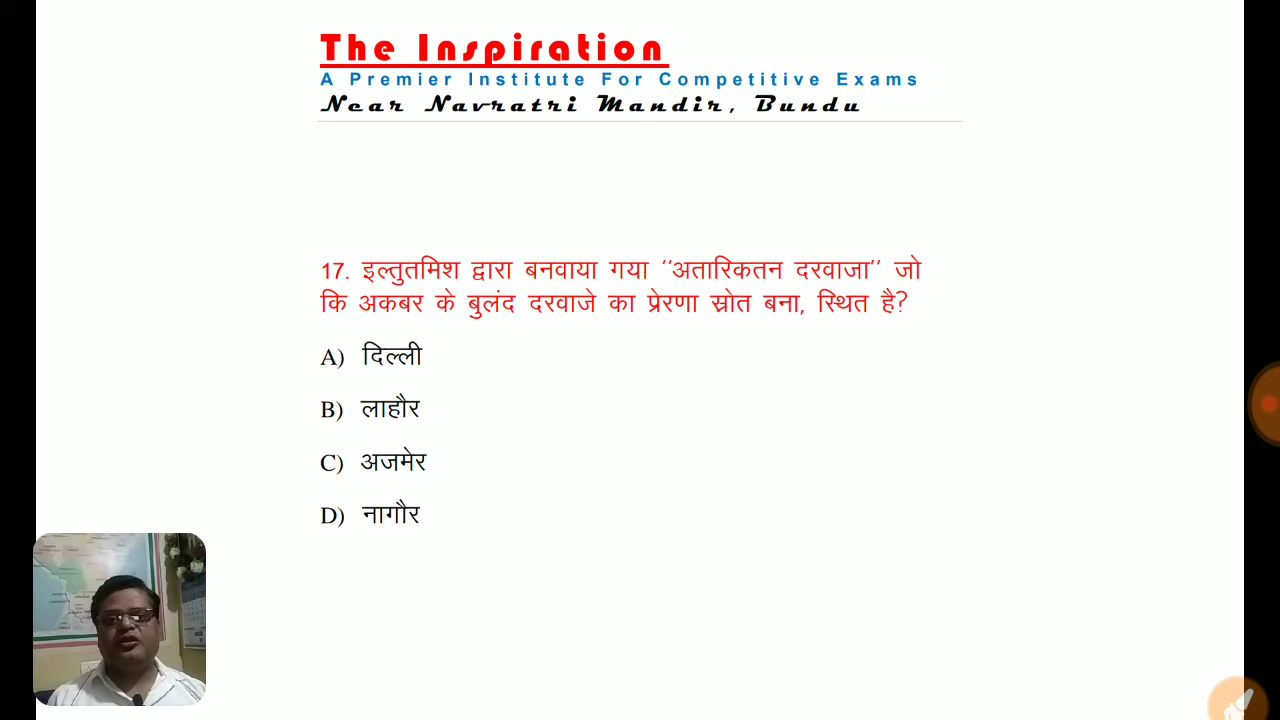 The Inspiration
A Premier Institute For Competitive Exams
Near Navratri Mandir, Bundu
17. इल्तुतमिश द्वारा बनवाया गया ‘‘अतारिकतन दरवाजा’’ जो
कि अकबर के बुलंद दरवाजे का प्रेरणा स्रोत बना, स्थित है?
A) दिल्ली
B) लाहौर
C) अजमेर
D) नागौर